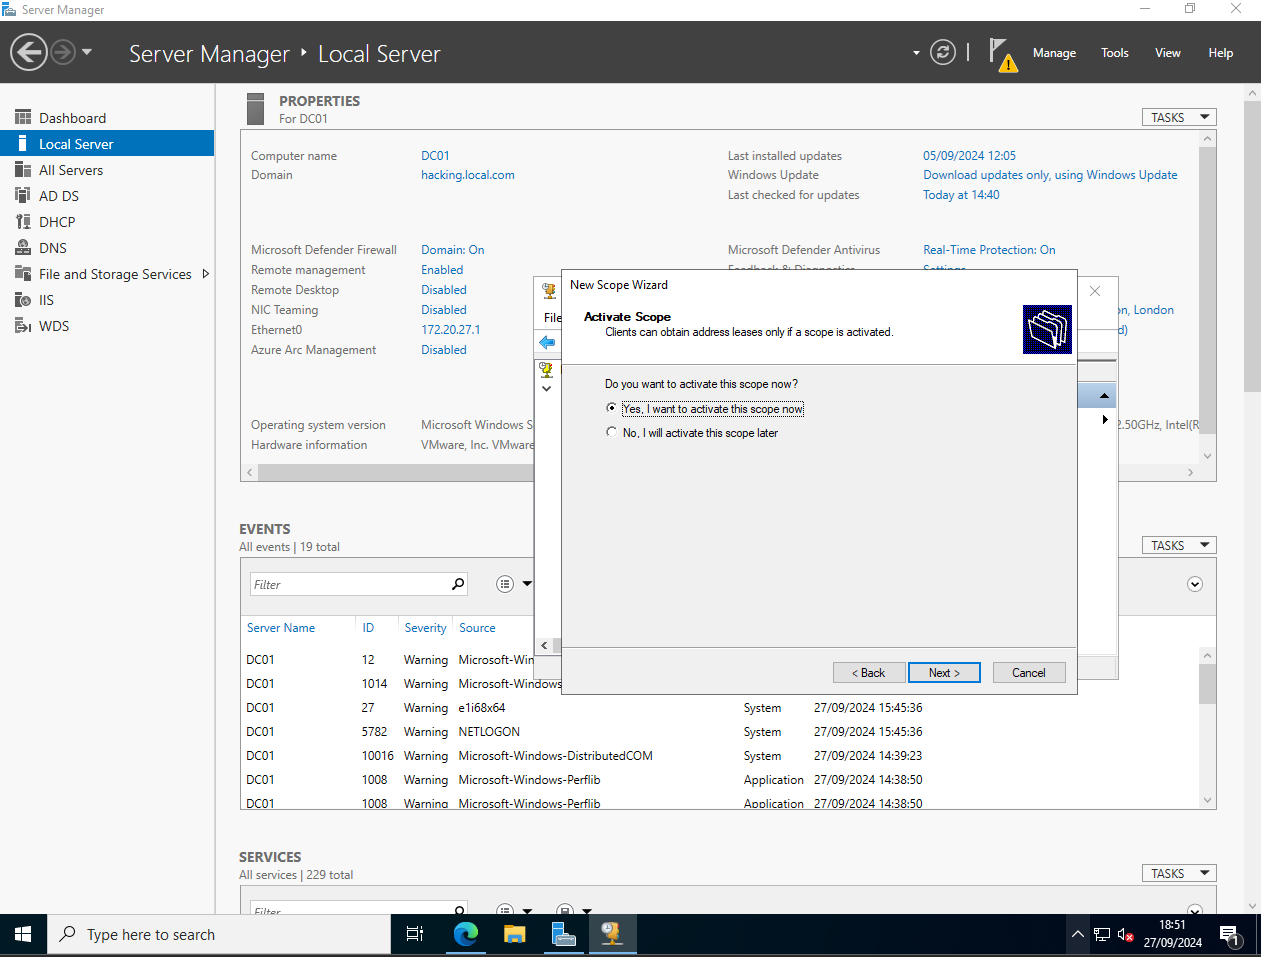 Server Manager
Server Manager ‣ Local Server
Manage
Tools
View
Help
Dashboard
Local Server
All Servers
AD DS
DHCP
DNS
File and Storage Services
IIS
WDS
PROPERTIES
For DC01
TASKS
Computer name DC01
Domain hacking.local.com
Last installed updates 05/09/2024 12:05
Windows Update Download updates only, using Windows Update
Last checked for updates Today at 14:40
Microsoft Defender Firewall Domain: On
Remote management Enabled
Remote Desktop Disabled
NIC Teaming Disabled
Ethernet0 172.20.27.1
Azure Arc Management Disabled
Microsoft Defender Antivirus Real-Time Protection: On
Feedback & Diagnostics Settings
on, London
d)
Operating system version Microsoft Windows S
Hardware information VMware, Inc. VMware
2.50GHz, Intel(R
File
New Scope Wizard
Activate Scope
Clients can obtain address leases only if a scope is activated.
Do you want to activate this scope now?
Yes, I want to activate this scope now
No, I will activate this scope later
< Back
Next >
Cancel
EVENTS
All events | 19 total
TASKS
Filter
Server Name ID Severity Source
DC01 12 Warning Microsoft-Win
DC01 1014 Warning Microsoft-Windows
DC01 27 Warning e1i68x64 System 27/09/2024 15:45:36
DC01 5782 Warning NETLOGON System 27/09/2024 15:45:36
DC01 10016 Warning Microsoft-Windows-DistributedCOM System 27/09/2024 14:39:23
DC01 1008 Warning Microsoft-Windows-Perflib Application 27/09/2024 14:38:50
DC01 1008 Warning Microsoft-Windows-Perflib Application 27/09/2024 14:38:50
SERVICES
All services | 229 total
TASKS
Filter
Type here to search
18:51
27/09/2024
1